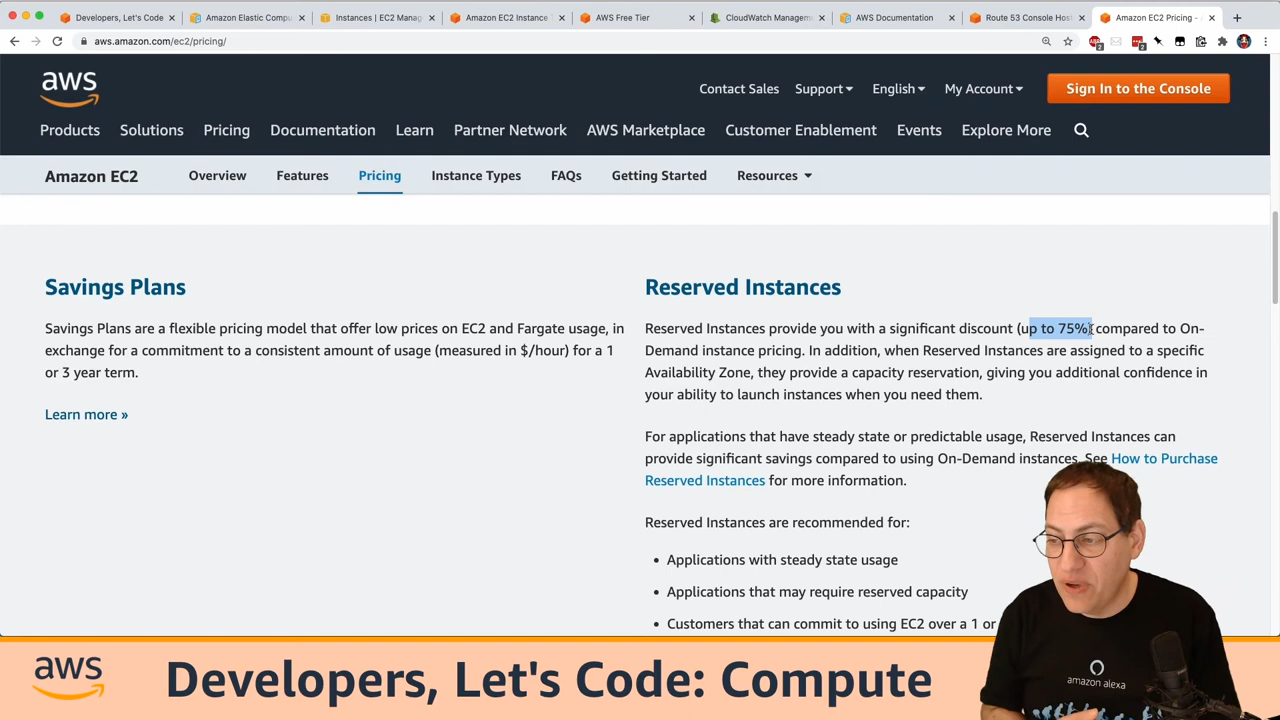 Developers, Let's Code
Amazon Elastic Compu
Instances | EC2 Manag
Amazon EC2 Instance
AWS Free Tier
CloudWatch Managem
AWS Documentation
Route 53 Console Hos
Amazon EC2 Pricing -
aws.amazon.com/ec2/pricing/
aws
Contact Sales
Support
English
My Account
Sign In to the Console
Products
Solutions
Pricing
Documentation
Learn
Partner Network
AWS Marketplace
Customer Enablement
Events
Explore More
Amazon EC2
Overview
Features
Pricing
Instance Types
FAQs
Getting Started
Resources
Savings Plans
Savings Plans are a flexible pricing model that offer low prices on EC2 and Fargate usage, in
exchange for a commitment to a consistent amount of usage (measured in $/hour) for a 1
or 3 year term.
Learn more »
Reserved Instances
Reserved Instances provide you with a significant discount (up to 75%) compared to On-
Demand instance pricing. In addition, when Reserved Instances are assigned to a specific
Availability Zone, they provide a capacity reservation, giving you additional confidence in
your ability to launch instances when you need them.
For applications that have steady state or predictable usage, Reserved Instances can
provide significant savings compared to using On-Demand instances. See How to Purchase
Reserved Instances for more information.
Reserved Instances are recommended for:
• Applications with steady state usage
• Applications that may require reserved capacity
• Customers that can commit to using EC2 over a 1 or
amazon alexa
aws
Developers, Let's Code: Compute